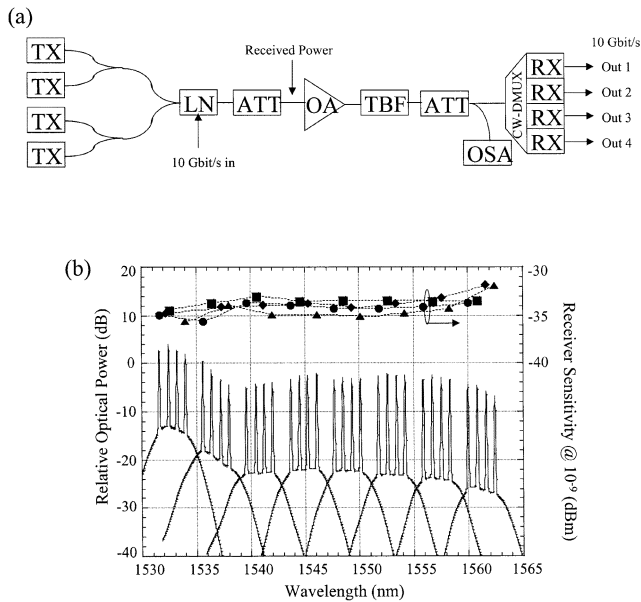 (a)
TX
TX
TX
TX
LN
10 Gbit/s in
ATT
Received Power
OA
TBF
ATT
OSA
CW-DMUX
10 Gbit/s
RX Out 1
RX Out 2
RX Out 3
RX Out 4
(b)
20
10
0
-10
-20
-30
-40
Relative Optical Power (dB)
-30
-35
-40
Receiver Sensitivity @ 10⁻⁹ (dBm)
1530 1535 1540 1545 1550 1555 1560 1565
Wavelength (nm)